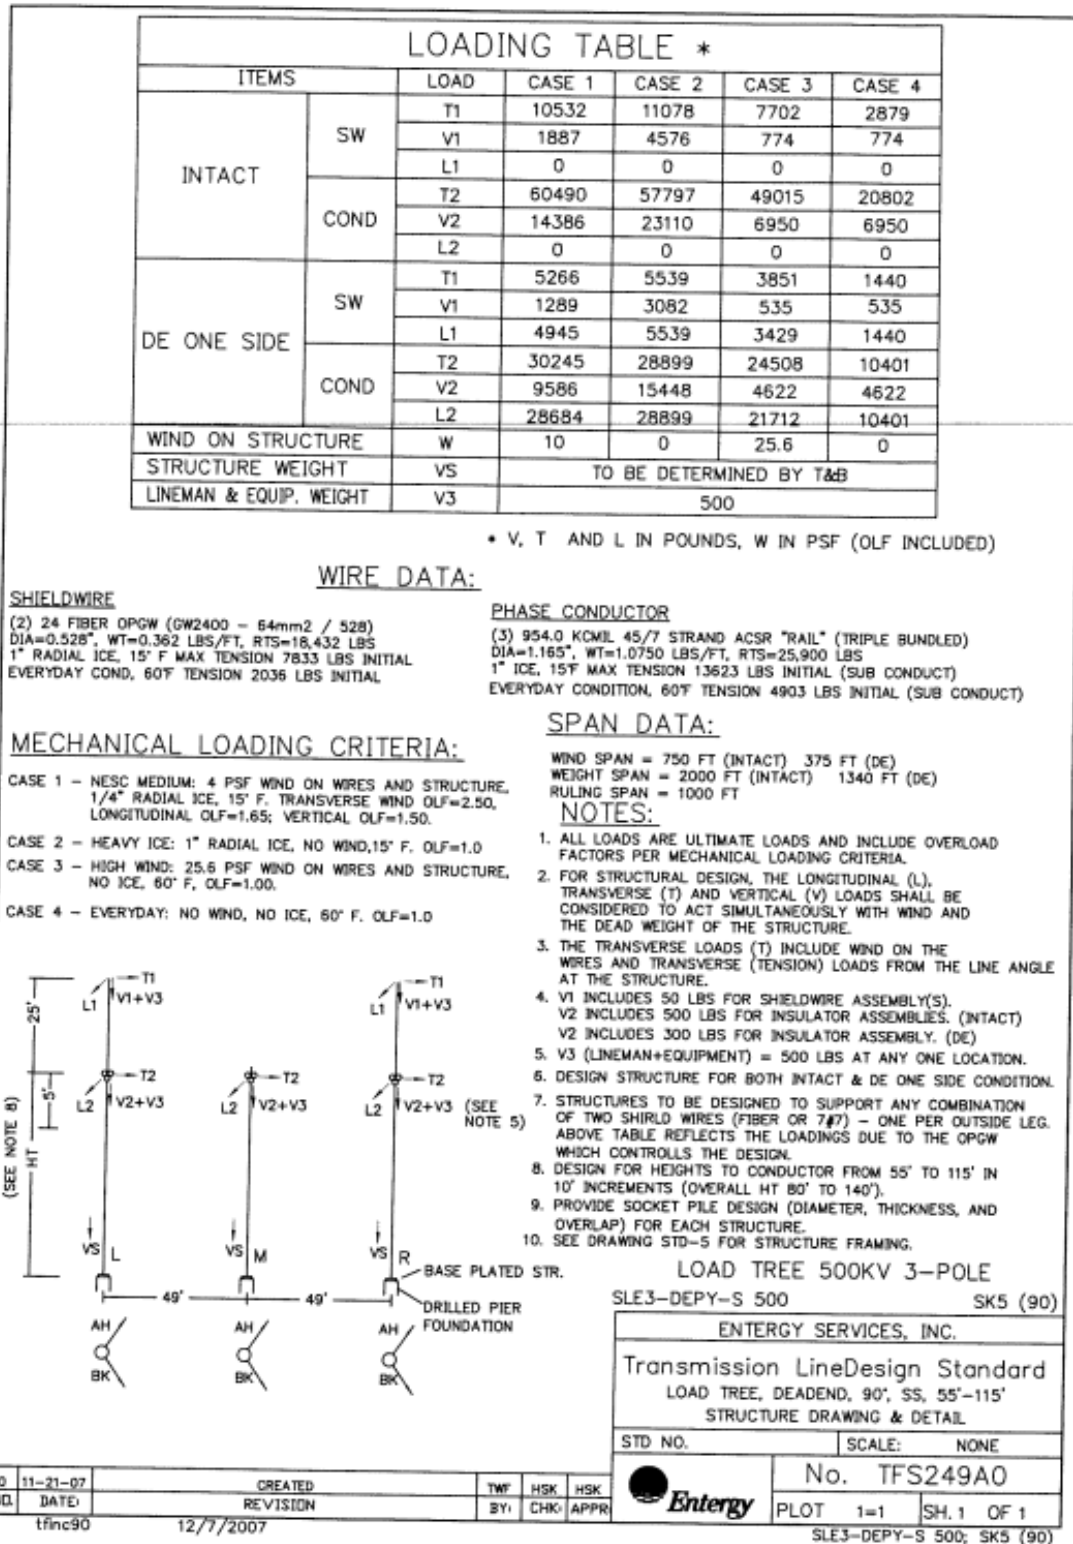 LOADING TABLE *
ITEMS LOAD CASE 1 CASE 2 CASE 3 CASE 4
INTACT SW T1 10532 11078 7702 2879
V1 1887 4576 774 774
L1 0 0 0 0
COND T2 60490 57797 49015 20802
V2 14386 23110 6950 6950
L2 0 0 0 0
DE ONE SIDE SW T1 5266 5539 3851 1440
V1 1289 3082 535 535
L1 4945 5539 3429 1440
COND T2 30245 28899 24508 10401
V2 9586 15448 4622 4622
L2 28684 28899 21712 10401
WIND ON STRUCTURE W 10 0 25.6 0
STRUCTURE WEIGHT VS TO BE DETERMINED BY T&B
LINEMAN & EQUIP. WEIGHT V3 500
* V, T AND L IN POUNDS, W IN PSF (OLF INCLUDED)
WIRE DATA:
SHIELDWIRE
(2) 24 FIBER OPGW (GW2400 - 64mm2 / 528)
DIA=0.528", WT=0.362 LBS/FT, RTS=18,432 LBS
1" RADIAL ICE, 15° F MAX TENSION 7833 LBS INITIAL
EVERYDAY COND, 60°F TENSION 2036 LBS INITIAL
PHASE CONDUCTOR
(3) 954.0 KCMIL 45/7 STRAND ACSR "RAIL" (TRIPLE BUNDLED)
DIA=1.165", WT=1.0750 LBS/FT, RTS=25,900 LBS
1" ICE, 15°F MAX TENSION 13623 LBS INITIAL (SUB CONDUCT)
EVERYDAY CONDITION, 60°F TENSION 4903 LBS INITIAL (SUB CONDUCT)
MECHANICAL LOADING CRITERIA:
CASE 1 - NESC MEDIUM: 4 PSF WIND ON WIRES AND STRUCTURE,
1/4" RADIAL ICE, 15° F. TRANSVERSE WIND OLF=2.50,
LONGITUDINAL OLF=1.65; VERTICAL OLF=1.50.
CASE 2 - HEAVY ICE: 1" RADIAL ICE, NO WIND,15° F. OLF=1.0
CASE 3 - HIGH WIND: 25.6 PSF WIND ON WIRES AND STRUCTURE,
NO ICE, 60° F, OLF=1.00.
CASE 4 - EVERYDAY: NO WIND, NO ICE, 60° F. OLF=1.0
SPAN DATA:
WIND SPAN = 750 FT (INTACT) 375 FT (DE)
WEIGHT SPAN = 2000 FT (INTACT) 1340 FT (DE)
RULING SPAN = 1000 FT
NOTES:
1. ALL LOADS ARE ULTIMATE LOADS AND INCLUDE OVERLOAD
FACTORS PER MECHANICAL LOADING CRITERIA.
2. FOR STRUCTURAL DESIGN, THE LONGITUDINAL (L),
TRANSVERSE (T) AND VERTICAL (V) LOADS SHALL BE
CONSIDERED TO ACT SIMULTANEOUSLY WITH WIND AND
THE DEAD WEIGHT OF THE STRUCTURE.
3. THE TRANSVERSE LOADS (T) INCLUDE WIND ON THE
WIRES AND TRANSVERSE (TENSION) LOADS FROM THE LINE ANGLE
AT THE STRUCTURE.
4. V1 INCLUDES 50 LBS FOR SHIELDWIRE ASSEMBLY(S).
V2 INCLUDES 500 LBS FOR INSULATOR ASSEMBLIES. (INTACT)
V2 INCLUDES 300 LBS FOR INSULATOR ASSEMBLY. (DE)
5. V3 (LINEMAN+EQUIPMENT) = 500 LBS AT ANY ONE LOCATION.
6. DESIGN STRUCTURE FOR BOTH INTACT & DE ONE SIDE CONDITION.
7. STRUCTURES TO BE DESIGNED TO SUPPORT ANY COMBINATION
OF TWO SHIRLD WIRES (FIBER OR 7#7) - ONE PER OUTSIDE LEG.
ABOVE TABLE REFLECTS THE LOADINGS DUE TO THE OPGW
WHICH CONTROLLS THE DESIGN.
8. DESIGN FOR HEIGHTS TO CONDUCTOR FROM 55' TO 115' IN
10' INCREMENTS (OVERALL HT 80' TO 140').
9. PROVIDE SOCKET PILE DESIGN (DIAMETER, THICKNESS, AND
OVERLAP) FOR EACH STRUCTURE.
10. SEE DRAWING STD-5 FOR STRUCTURE FRAMING.
T1 T1
L1 V1+V3 L1 V1+V3
25'
T2 T2 T2
5'
L2 V2+V3 L2 V2+V3 L2 V2+V3 (SEE
NOTE 5)
HT
(SEE NOTE 8)
VS L VS M VS R
BASE PLATED STR.
49' 49'
DRILLED PIER
FOUNDATION
AH AH AH
BK BK BK
LOAD TREE 500KV 3-POLE
SLE3-DEPY-S 500 SK5 (90)
ENTERGY SERVICES, INC.
Transmission LineDesign Standard
LOAD TREE, DEADEND, 90°, SS, 55'-115'
STRUCTURE DRAWING & DETAIL
STD NO. SCALE: NONE
Entergy
No. TFS249A0
PLOT 1=1 SH. 1 OF 1
0 11-21-07 CREATED TWF HSK HSK
DATE: REVISION BY: CHK: APPR
tfinc90 12/7/2007
SLE3-DEPY-S 500; SK5 (90)